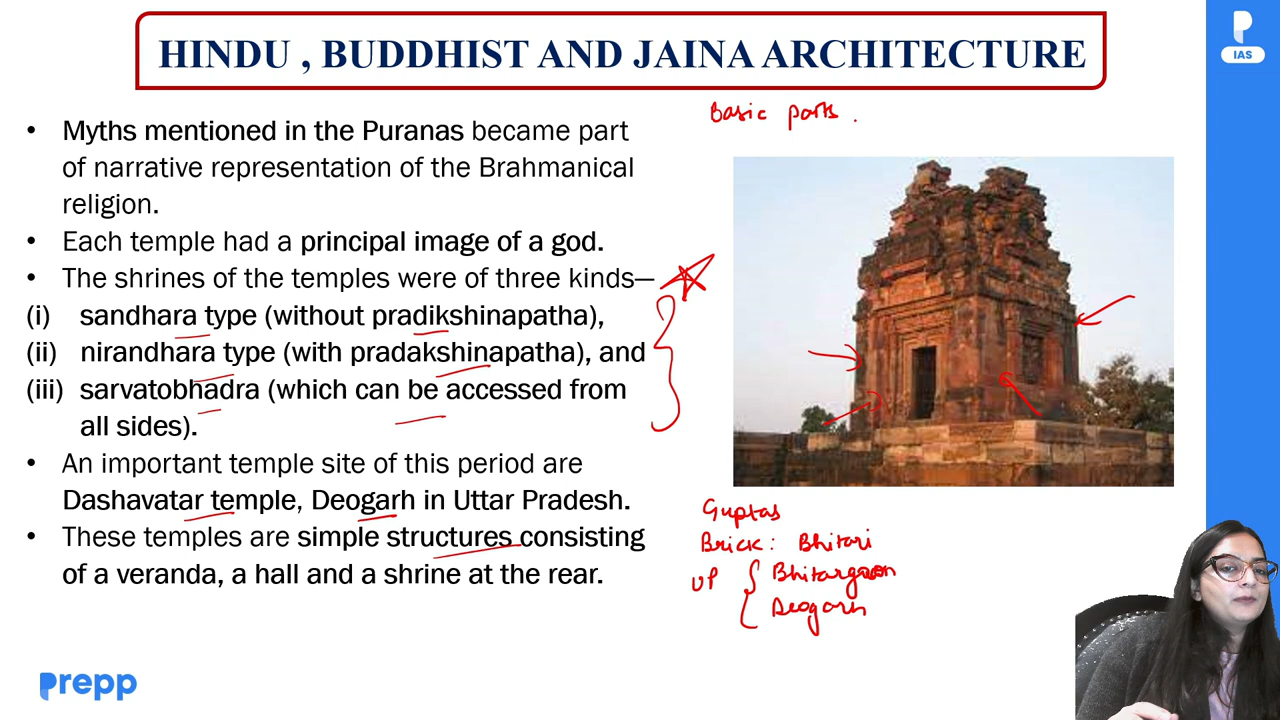 HINDU , BUDDHIST AND JAINA ARCHITECTURE
IAS
Basic parts .
• Myths mentioned in the Puranas became part
of narrative representation of the Brahmanical
religion.
• Each temple had a principal image of a god.
• The shrines of the temples were of three kinds—
(i) sandhara type (without pradikshinapatha),
(ii) nirandhara type (with pradakshinapatha), and
(iii) sarvatobhadra (which can be accessed from
all sides).
• An important temple site of this period are
Dashavatar temple, Deogarh in Uttar Pradesh.
• These temples are simple structures consisting
of a veranda, a hall and a shrine at the rear.
Guptas
Brick: Bhitari
UP { Bhitargaon
Deogarh
prepp